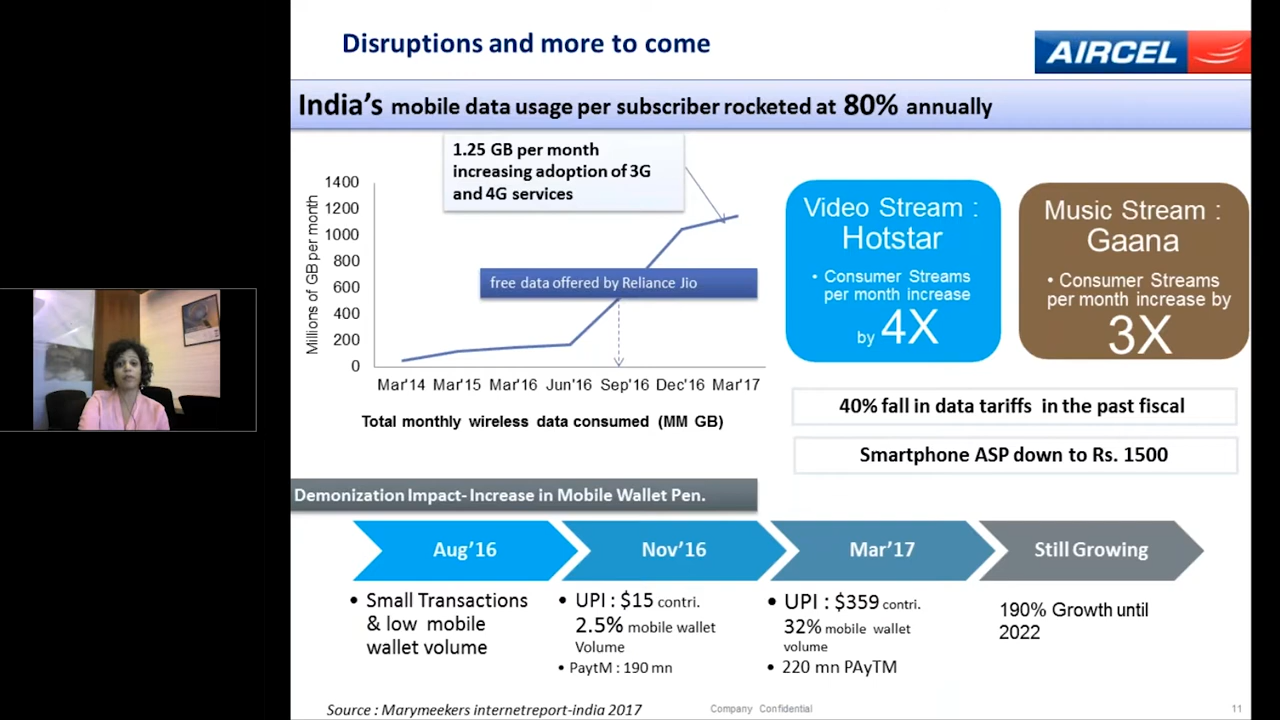 Disruptions and more to come
AIRCEL
India's mobile data usage per subscriber rocketed at 80% annually
1.25 GB per month
increasing adoption of 3G
and 4G services
Millions of GB per month
1400
1200
1000
800
600
400
200
0
free data offered by Reliance Jio
Mar'14 Mar'15 Mar'16 Jun'16 Sep'16 Dec'16 Mar'17
Total monthly wireless data consumed (MM GB)
Video Stream :
Hotstar
• Consumer Streams
per month increase
by 4X
Music Stream :
Gaana
• Consumer Streams
per month increase by
3X
40% fall in data tariffs in the past fiscal
Smartphone ASP down to Rs. 1500
Demonization Impact- Increase in Mobile Wallet Pen.
Aug'16
Nov'16
Mar'17
Still Growing
• Small Transactions
& low mobile
wallet volume
• UPI : $15 contri.
2.5% mobile wallet
Volume
• PaytM : 190 mn
• UPI : $359 contri.
32% mobile wallet
volume
• 220 mn PAyTM
190% Growth until
2022
Source : Marymeekers internetreport-india 2017
Company Confidential
11